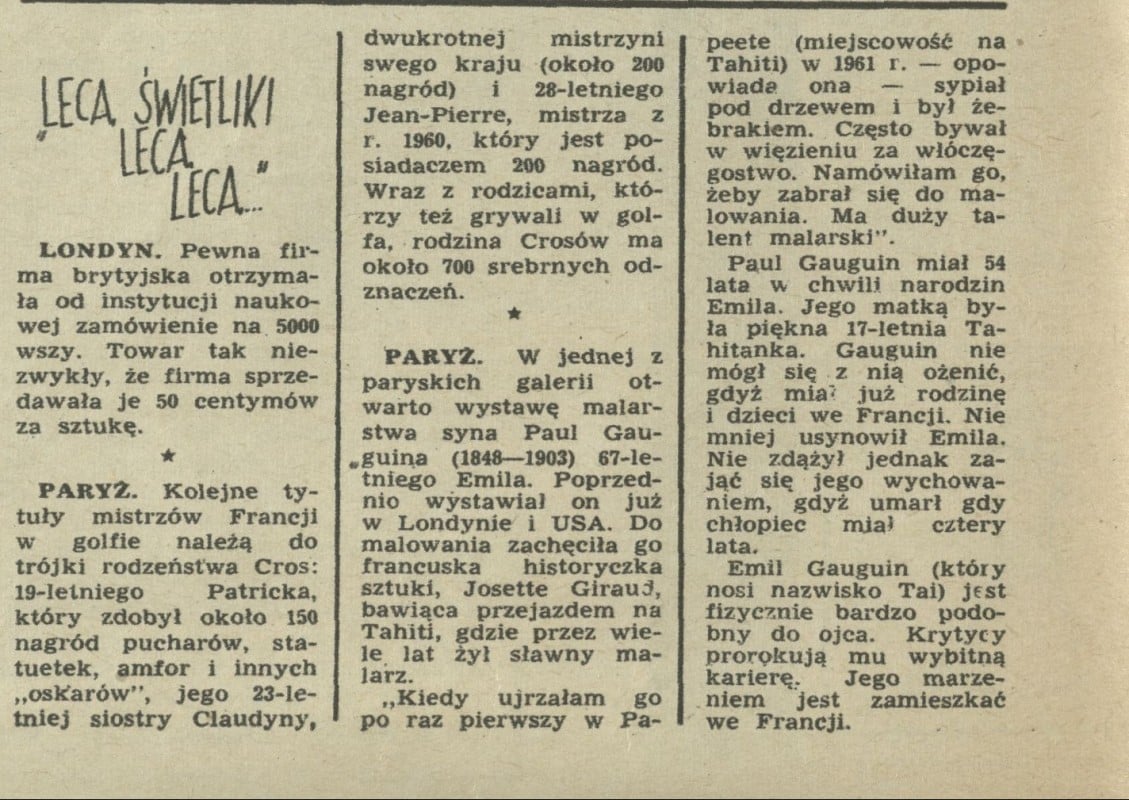 „LECĄ ŚWIETLIKI
LECĄ,
LECĄ..."
LONDYN. Pewna fir-
ma brytyjska otrzyma-
ła od instytucji nauko-
wej zamówienie na 5000
wszy. Towar tak nie-
zwykły, że firma sprze-
dawała je 50 centymów
za sztukę.
★
PARYŻ. Kolejne ty-
tuły mistrzów Francji
w golfie należą do
trójki rodzeństwa Cros:
19-letniego Patricka,
który zdobył około 150
nagród pucharów, sta-
tuetek, amfor i innych
„oskarów", jego 23-le-
tniej siostry Claudyny,
dwukrotnej mistrzyni
swego kraju (około 200
nagród) i 28-letniego
Jean-Pierre, mistrza z
r. 1960, który jest po-
siadaczem 200 nagród.
Wraz z rodzicami, któ-
rzy też grywali w gol-
fa, rodzina Crosów ma
około 700 srebrnych od-
znaczeń.
★
PARYŻ. W jednej z
paryskich galerii ot-
warto wystawę malar-
stwa syna Paul Gau-
guina (1848—1903) 67-le-
tniego Emila. Poprzed-
nio wystawiał on już
w Londynie i USA. Do
malowania zachęciła go
francuska historyczka
sztuki, Josette Giraud,
bawiąca przejazdem na
Tahiti, gdzie przez wie-
le lat żył sławny ma-
larz.
„Kiedy ujrzałam go
po raz pierwszy w Pa-
peete (miejscowość na
Tahiti) w 1961 r. — opo-
wiada ona — sypiał
pod drzewem i był że-
brakiem. Często bywał
w więzieniu za włóczę-
gostwo. Namówiłam go,
żeby zabrał się do ma-
lowania. Ma duży ta-
lent malarski".
Paul Gauguin miał 54
lata w chwili narodzin
Emila. Jego matką by-
ła piękna 17-letnia Ta-
hitanka. Gauguin nie
mógł się z nią ożenić,
gdyż miał już rodzinę
i dzieci we Francji. Nie
mniej usynowił Emila.
Nie zdążył jednak za-
jąć się jego wychowa-
niem, gdyż umarł gdy
chłopiec miał cztery
lata.
Emil Gauguin (który
nosi nazwisko Tai) jest
fizycznie bardzo podo-
bny do ojca. Krytycy
prorokują mu wybitną
karierę. Jego marze-
niem jest zamieszkać
we Francji.